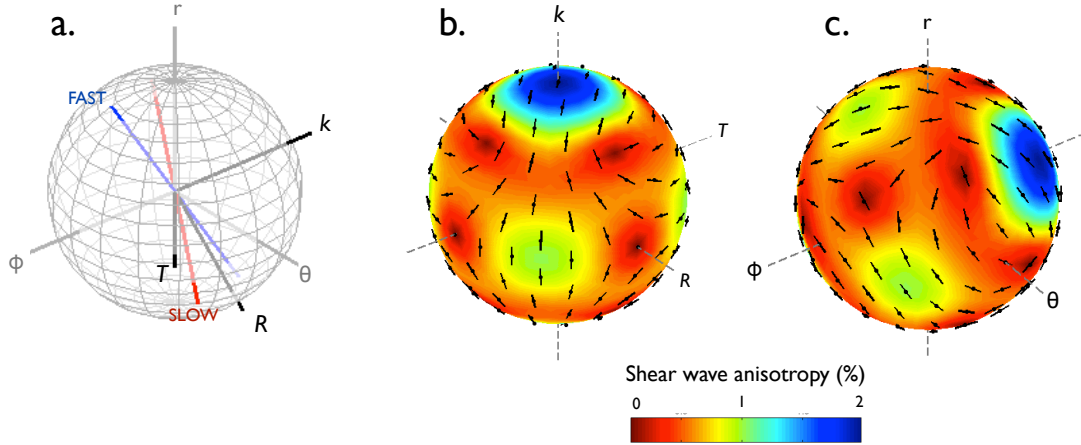 a.
r
FAST
k
ϕ
T
θ
SLOW
R
b.
k
T
R
c.
r
ϕ
θ
Shear wave anisotropy (%)
0 1 2